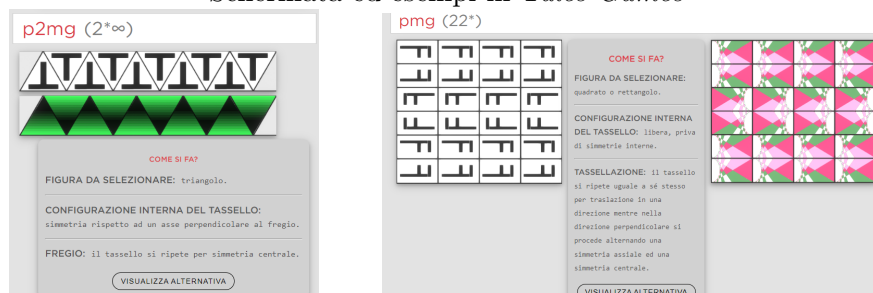 p2mg (2*∞)
COME SI FA?
FIGURA DA SELEZIONARE: triangolo.
CONFIGURAZIONE INTERNA DEL TASSELLO:
simmetria rispetto ad un asse perpendicolare al fregio.
FREGIO: il tassello si ripete per simmetria centrale.
VISUALIZZA ALTERNATIVA
pmg (22*)
COME SI FA?
FIGURA DA SELEZIONARE:
quadrato o rettangolo.
CONFIGURAZIONE INTERNA
DEL TASSELLO: libera, priva
di simmetrie interne.
TASSELLAZIONE: il tassello
si ripete uguale a sé stesso
per traslazione in una
direzione mentre nella
direzione perpendicolare si
procede alternando una
simmetria assiale ed una
simmetria centrale.
VISUALIZZA ALTERNATIVA